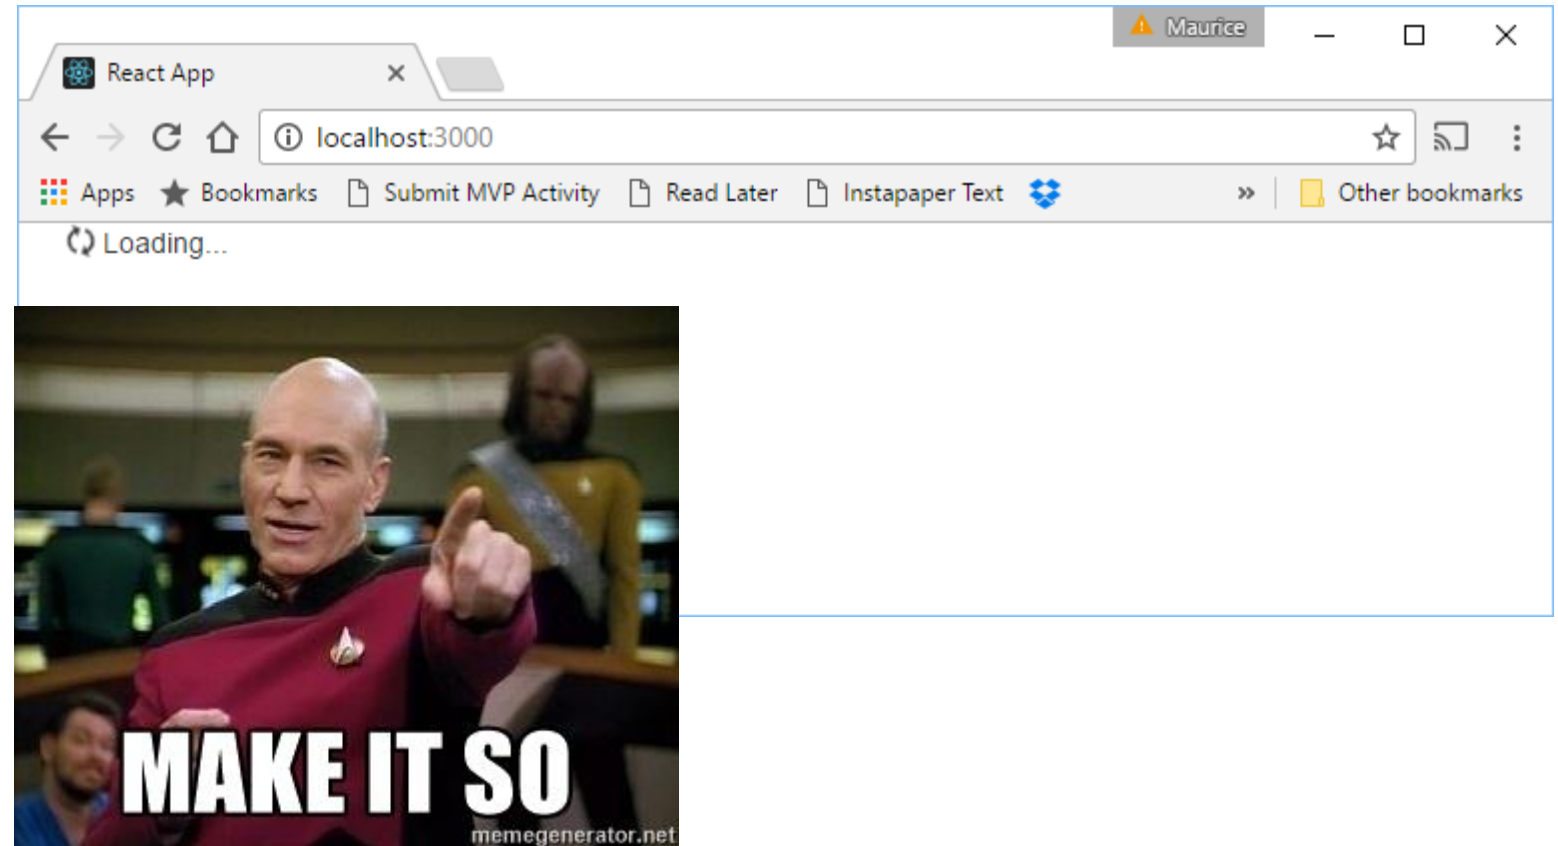 Maurice
React App
localhost:3000
Apps Bookmarks Submit MVP Activity Read Later Instapaper Text » Other bookmarks
Loading...
MAKE IT SO
memegenerator.net